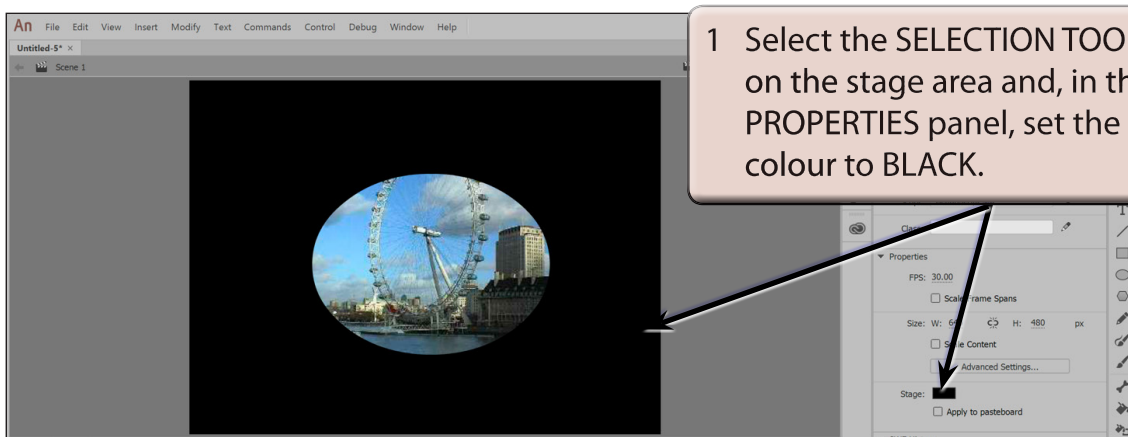 An File Edit View Insert Modify Text Commands Control Debug Window Help
Untitled-5* ×
Scene 1
1 Select the SELECTION TOO
on the stage area and, in th
PROPERTIES panel, set the
colour to BLACK.
Properties
FPS: 30.00
Scale Frame Spans
Size: W: H: 480 px
Content
Advanced Settings...
Stage:
Apply to pasteboard